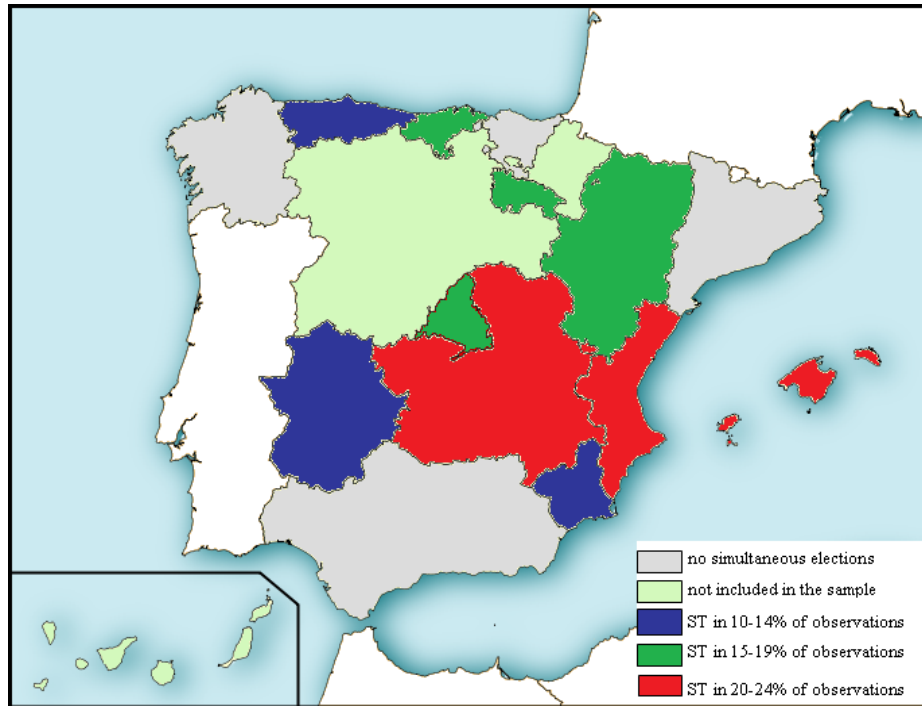 no simultaneous elections
not included in the sample
ST in 10-14% of observations
ST in 15-19% of observations
ST in 20-24% of observations